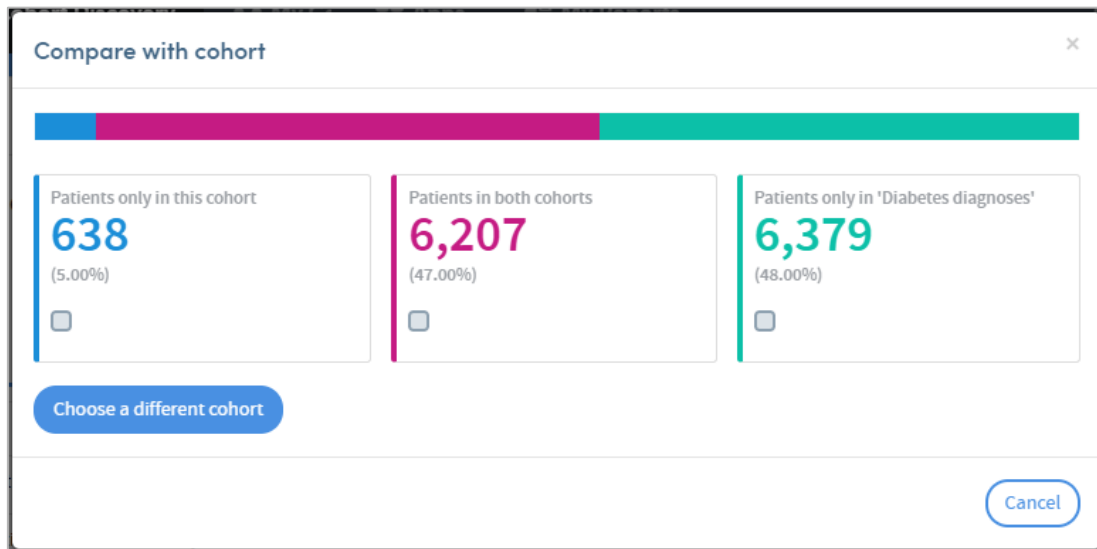 Compare with cohort
×
Patients only in this cohort
638
(5.00%)
Patients in both cohorts
6,207
(47.00%)
Patients only in 'Diabetes diagnoses'
6,379
(48.00%)
Choose a different cohort
Cancel